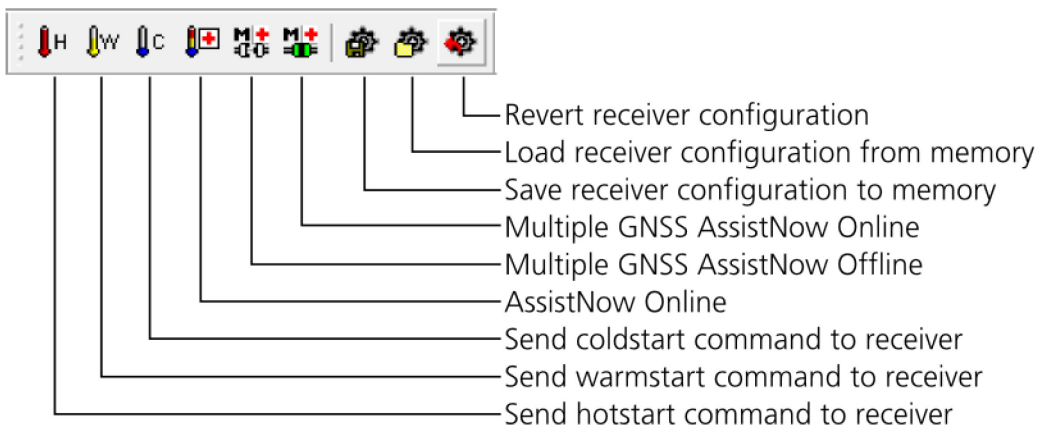 H W C M M
Revert receiver configuration
Load receiver configuration from memory
Save receiver configuration to memory
Multiple GNSS AssistNow Online
Multiple GNSS AssistNow Offline
AssistNow Online
Send coldstart command to receiver
Send warmstart command to receiver
Send hotstart command to receiver